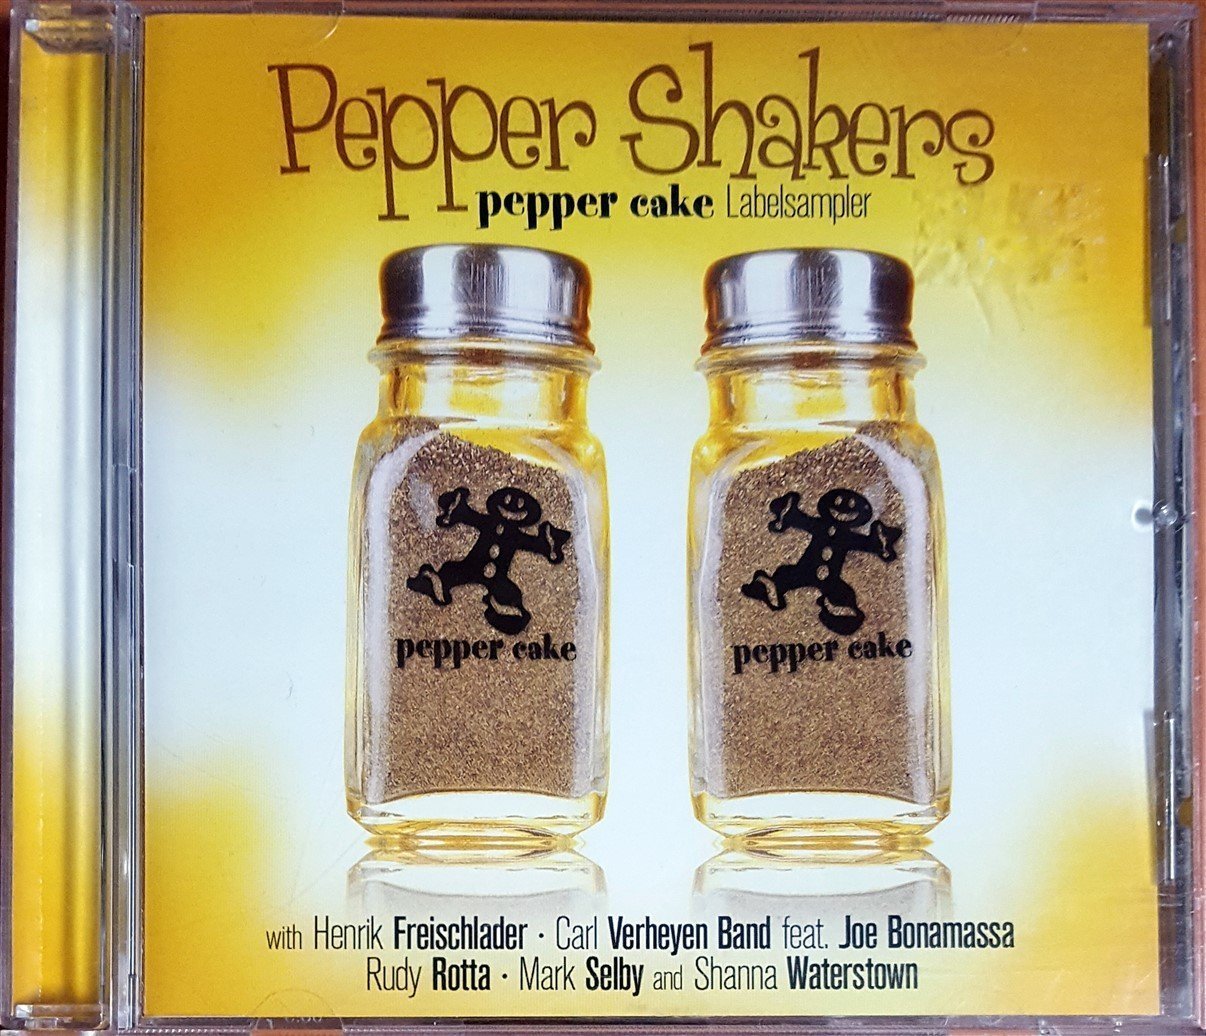 Pepper Shakers
pepper cake Labelsampler
pepper cake
pepper cake
with Henrik Freischlader · Carl Verheyen Band feat. Joe Bonamassa
Rudy Rotta · Mark Selby and Shanna Waterstown